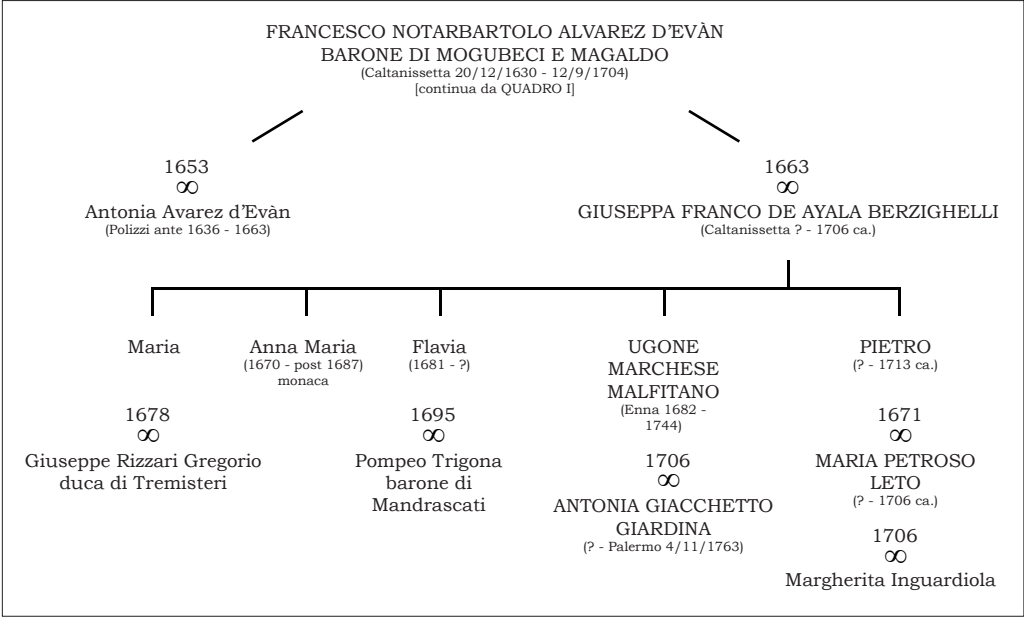 FRANCESCO NOTARBARTOLO ALVAREZ D'EVÀN
BARONE DI MOGUBECI E MAGALDO
(Caltanissetta 20/12/1630 - 12/9/1704)
[continua da QUADRO I]
1653
∞
Antonia Avarez d'Evàn
(Polizzi ante 1636 - 1663)
1663
∞
GIUSEPPA FRANCO DE AYALA BERZIGHELLI
(Caltanissetta ? - 1706 ca.)
Maria
1678
∞
Giuseppe Rizzari Gregorio
duca di Tremisteri
Anna Maria
(1670 - post 1687)
monaca
Flavia
(1681 - ?)
1695
∞
Pompeo Trigona
barone di
Mandrascati
UGONE
MARCHESE
MALFITANO
(Enna 1682 -
1744)
1706
∞
ANTONIA GIACCHETTO
GIARDINA
(? - Palermo 4/11/1763)
PIETRO
(? - 1713 ca.)
1671
∞
MARIA PETROSO
LETO
(? - 1706 ca.)
1706
∞
Margherita Inguardiola